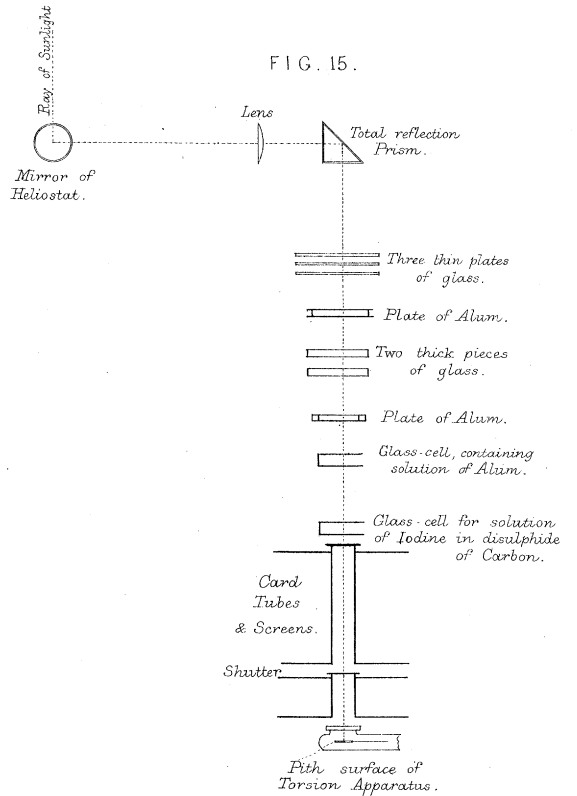 Ray of Sunlight
FIG. 15.
Lens
Total reflection
Prism.
Mirror of
Heliostat.
Three thin plates
of glass.
Plate of Alum.
Two thick pieces
of glass.
Plate of Alum.
Glass-cell, containing
solution of Alum.
Glass-cell for solution
of Iodine in disulphide
of Carbon.
Card
Tubes
& Screens.
Shutter
Pith surface of
Torsion Apparatus.